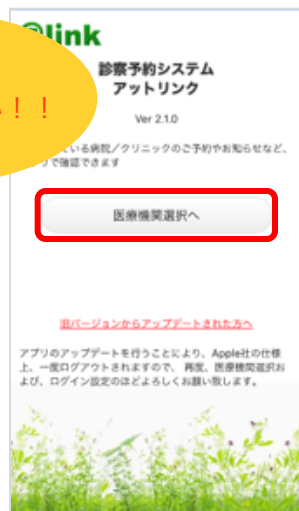 link
診察予約システム
アットリンク
い！！
Ver 2.1.0
いる病院／クリニックのご予約やお知らせなど、
で確認できます
医療機関選択へ
旧バージョンからアップデートされた方へ
アプリのアップデートを行うことにより、Apple社の仕様
上、一度ログアウトされますので、 再度、医療機関選択お
よび、ログイン設定のほどよろしくお願い致します。